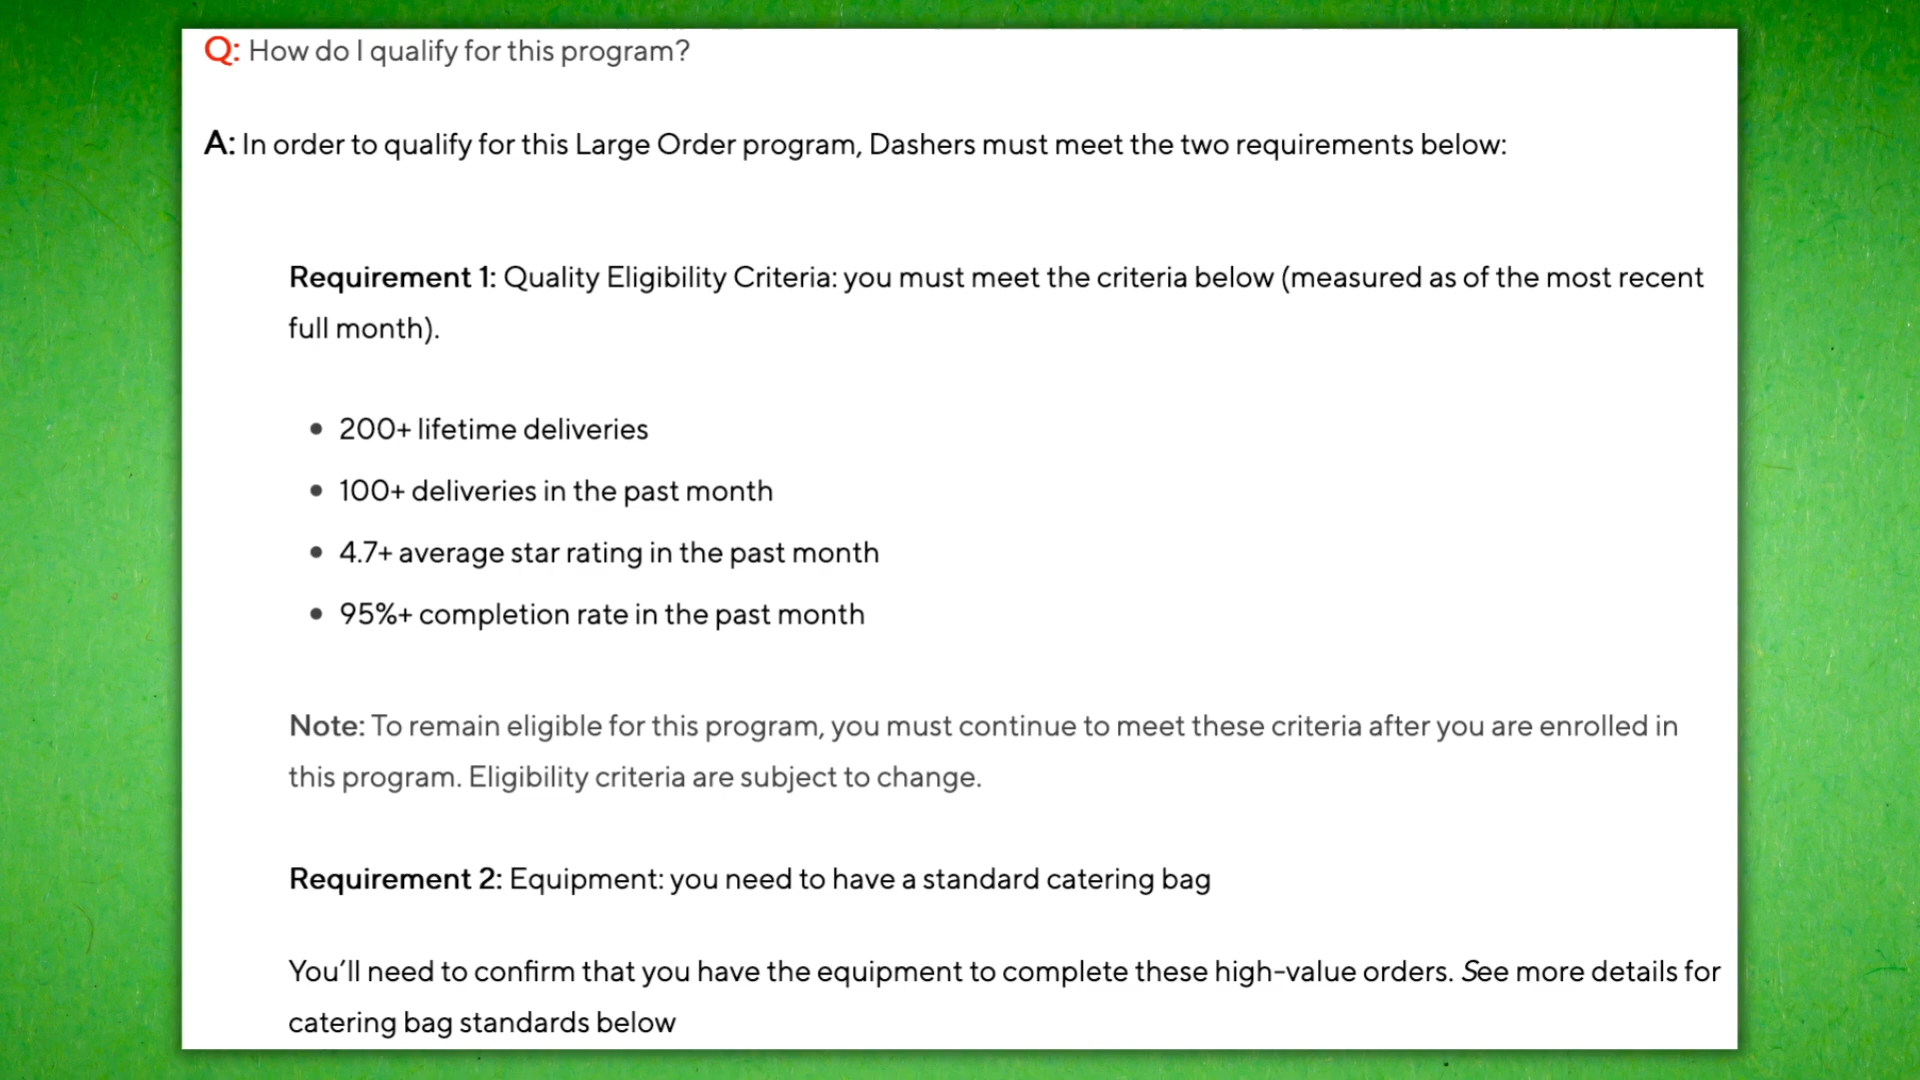 Q: How do I qualify for this program?
A: In order to qualify for this Large Order program, Dashers must meet the two requirements below:
Requirement 1: Quality Eligibility Criteria: you must meet the criteria below (measured as of the most recent
full month).
• 200+ lifetime deliveries
• 100+ deliveries in the past month
• 4.7+ average star rating in the past month
• 95%+ completion rate in the past month
Note: To remain eligible for this program, you must continue to meet these criteria after you are enrolled in
this program. Eligibility criteria are subject to change.
Requirement 2: Equipment: you need to have a standard catering bag
You’ll need to confirm that you have the equipment to complete these high-value orders. See more details for
catering bag standards below